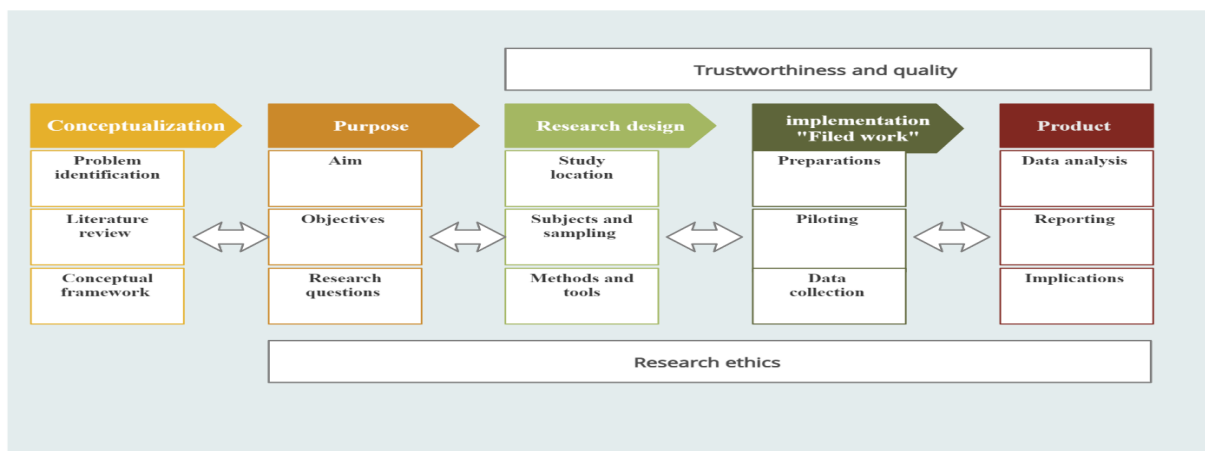 Trustworthiness and quality
Conceptualization
Purpose
Research design
implementation
"Filed work"
Product
Problem
identification
Aim
Study
location
Preparations
Data analysis
Literature
review
Objectives
Subjects and
sampling
Piloting
Reporting
Conceptual
framework
Research
questions
Methods and
tools
Data
collection
Implications
Research ethics